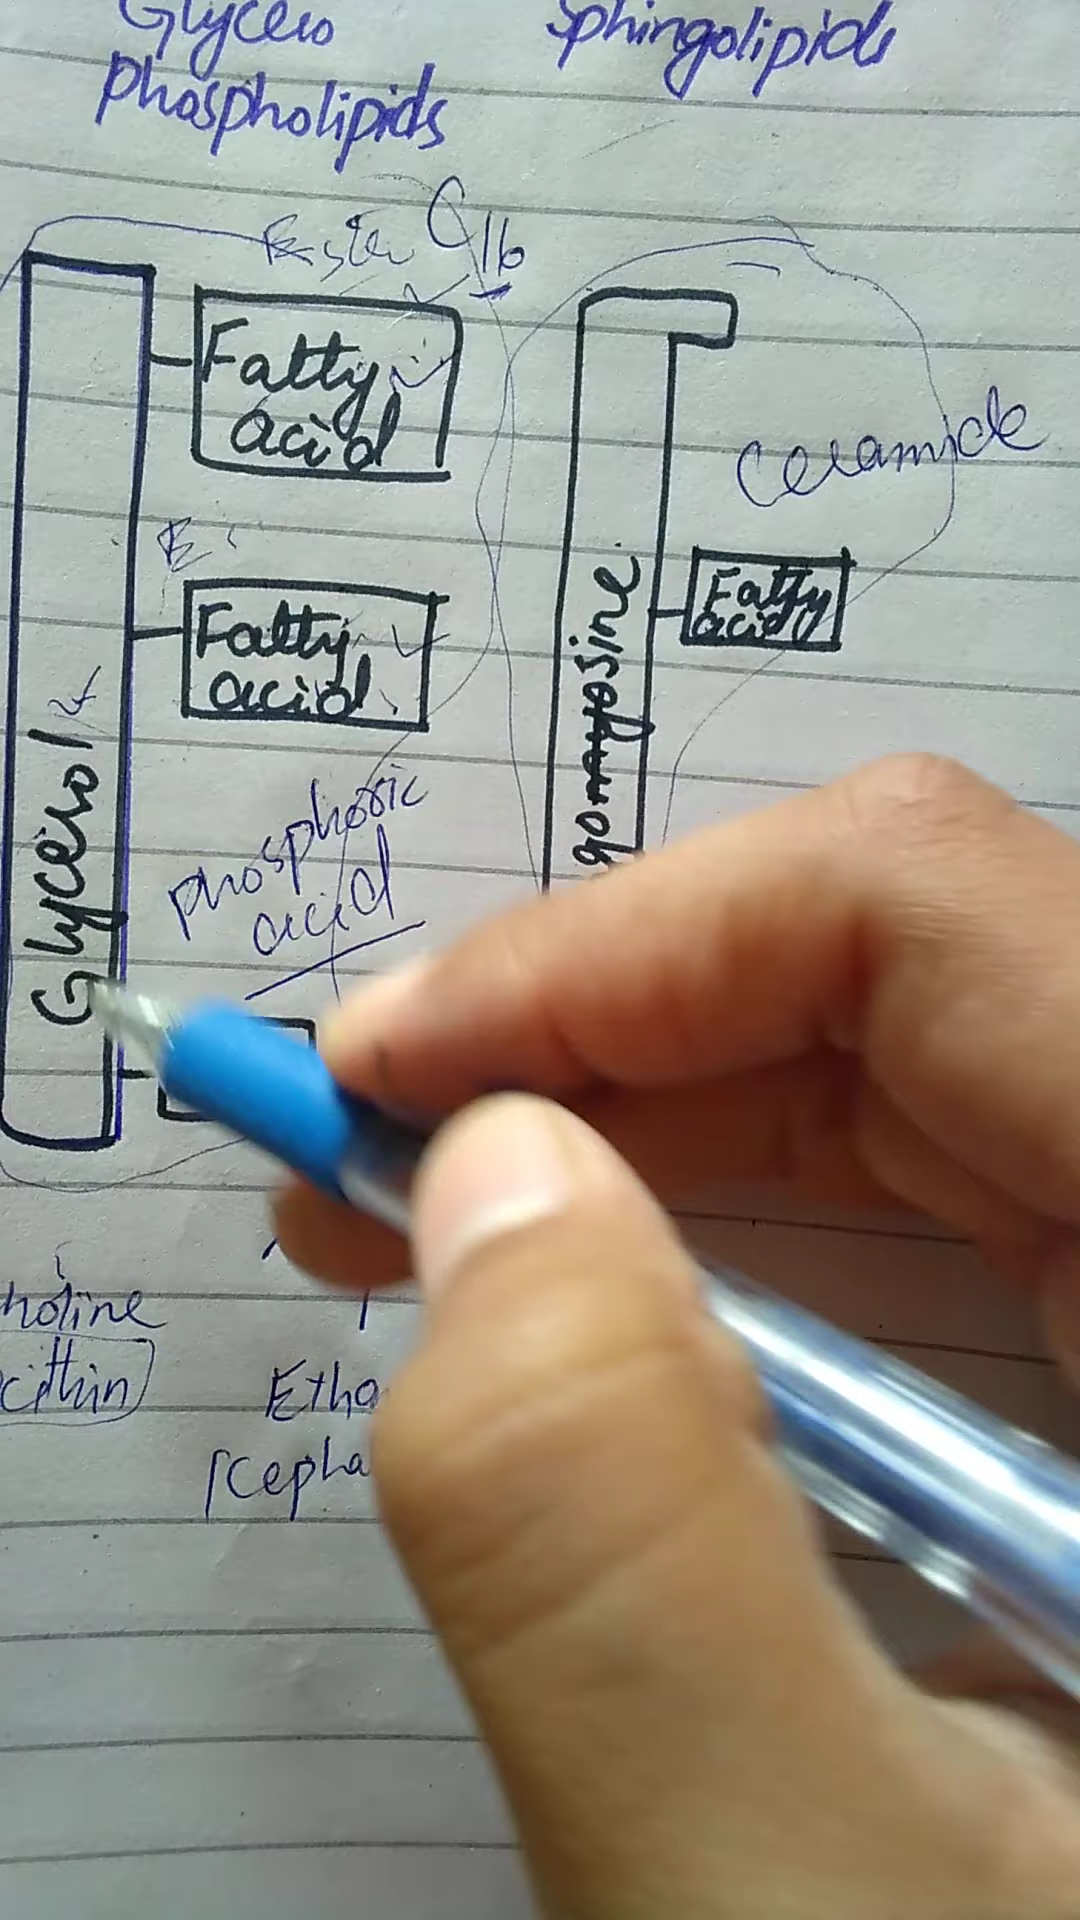 Glycero
phospholipids
Sphingolipids
Ester C16
Fatty
acid
Ceramide
E
Fatty
acid
Fatty
acid
Glycerol
gosine
phosphoric
acid
holine
cithin)
Etha
[Cepha